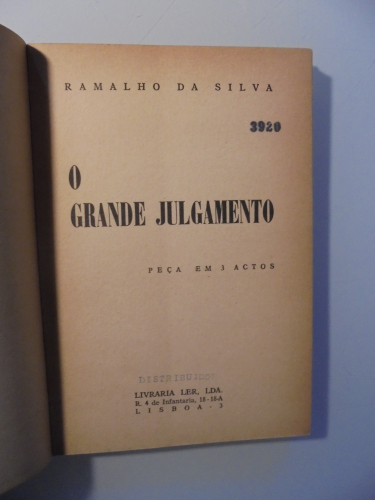 RAMALHO DA SILVA
3920
O
GRANDE JULGAMENTO
PEÇA EM 3 ACTOS
LIVRARIA LER, LDA.
R. 4 de Infantaria, 18-18-A
LISBOA-3